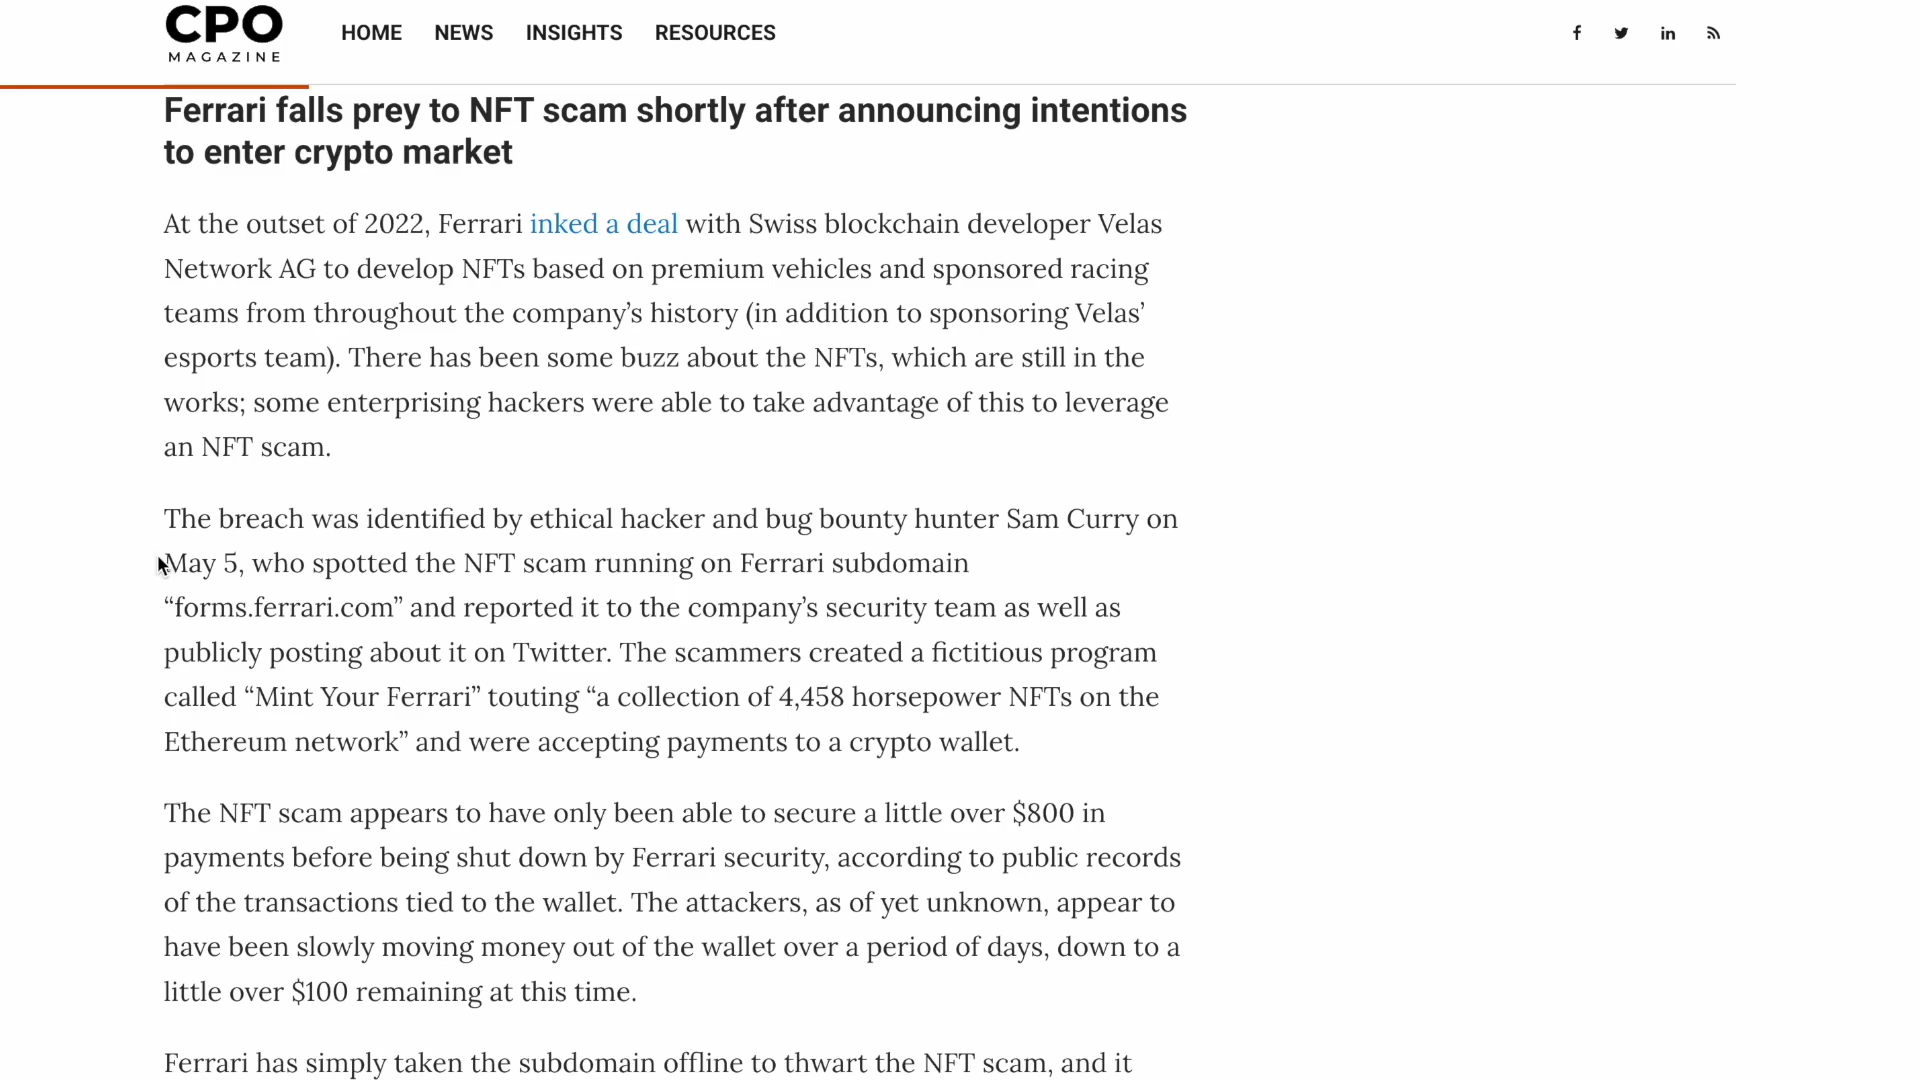 CPO
MAGAZINE
HOME NEWS INSIGHTS RESOURCES
Ferrari falls prey to NFT scam shortly after announcing intentions
to enter crypto market
At the outset of 2022, Ferrari inked a deal with Swiss blockchain developer Velas
Network AG to develop NFTs based on premium vehicles and sponsored racing
teams from throughout the company’s history (in addition to sponsoring Velas’
esports team). There has been some buzz about the NFTs, which are still in the
works; some enterprising hackers were able to take advantage of this to leverage
an NFT scam.
The breach was identified by ethical hacker and bug bounty hunter Sam Curry on
May 5, who spotted the NFT scam running on Ferrari subdomain
“forms.ferrari.com” and reported it to the company’s security team as well as
publicly posting about it on Twitter. The scammers created a fictitious program
called “Mint Your Ferrari” touting “a collection of 4,458 horsepower NFTs on the
Ethereum network” and were accepting payments to a crypto wallet.
The NFT scam appears to have only been able to secure a little over $800 in
payments before being shut down by Ferrari security, according to public records
of the transactions tied to the wallet. The attackers, as of yet unknown, appear to
have been slowly moving money out of the wallet over a period of days, down to a
little over $100 remaining at this time.
Ferrari has simply taken the subdomain offline to thwart the NFT scam, and it